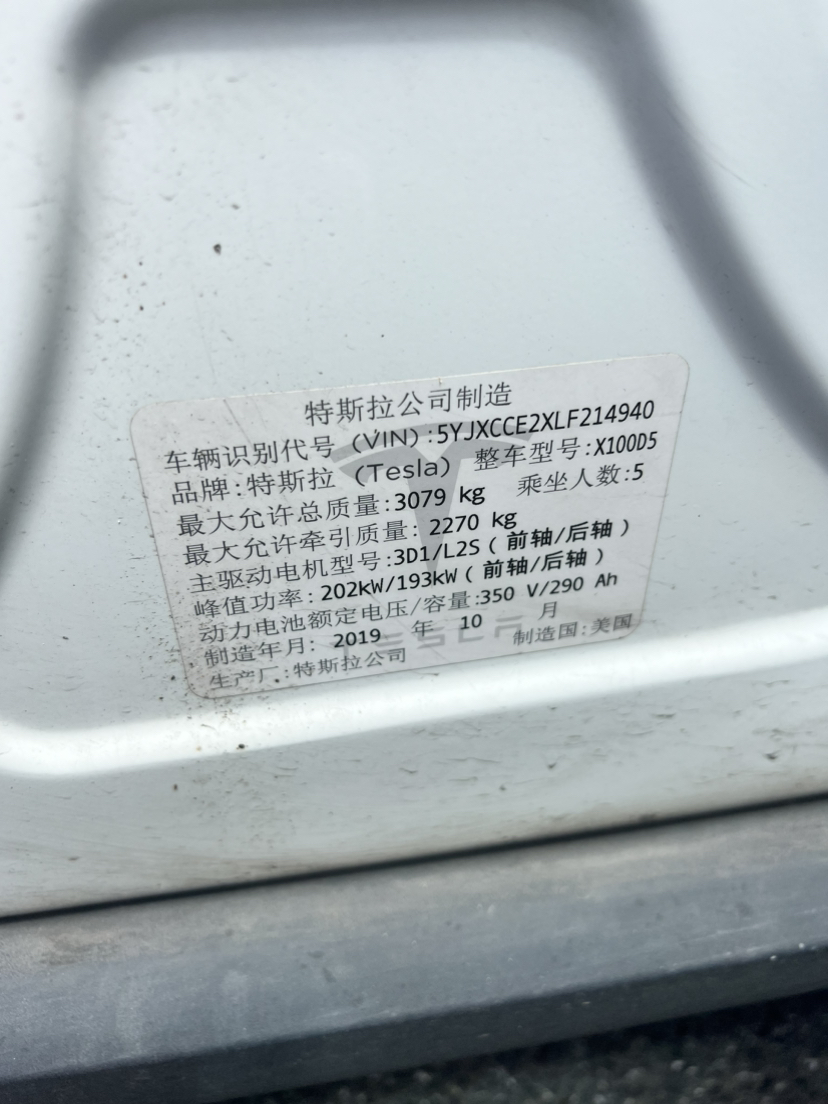 特斯拉公司制造
车辆识别代号 (VIN):5YJXCCE2XLF214940
品牌:特斯拉 (Tesla) 整车型号:X100D5
最大允许总质量:3079 kg 乘坐人数:5
最大允许牵引质量: 2270 kg
主驱动电机型号:3D1/L2S(前轴/后轴)
峰值功率: 202kW/193kW(前轴/后轴)
动力电池额定电压/容量:350 V/290 Ah
制造年月: 2019 年 10 月
生产厂:特斯拉公司 制造国:美国
TESLA